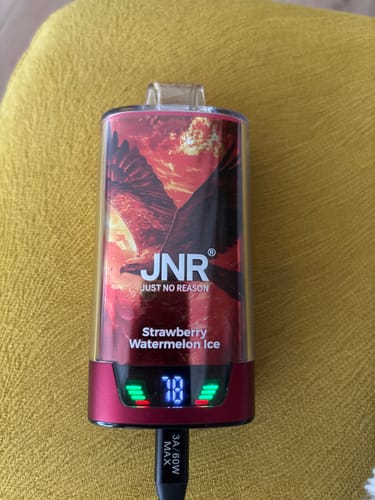 JNR®
JUST NO REASON
Strawberry
Watermelon Ice
78
3A/60W
MAX